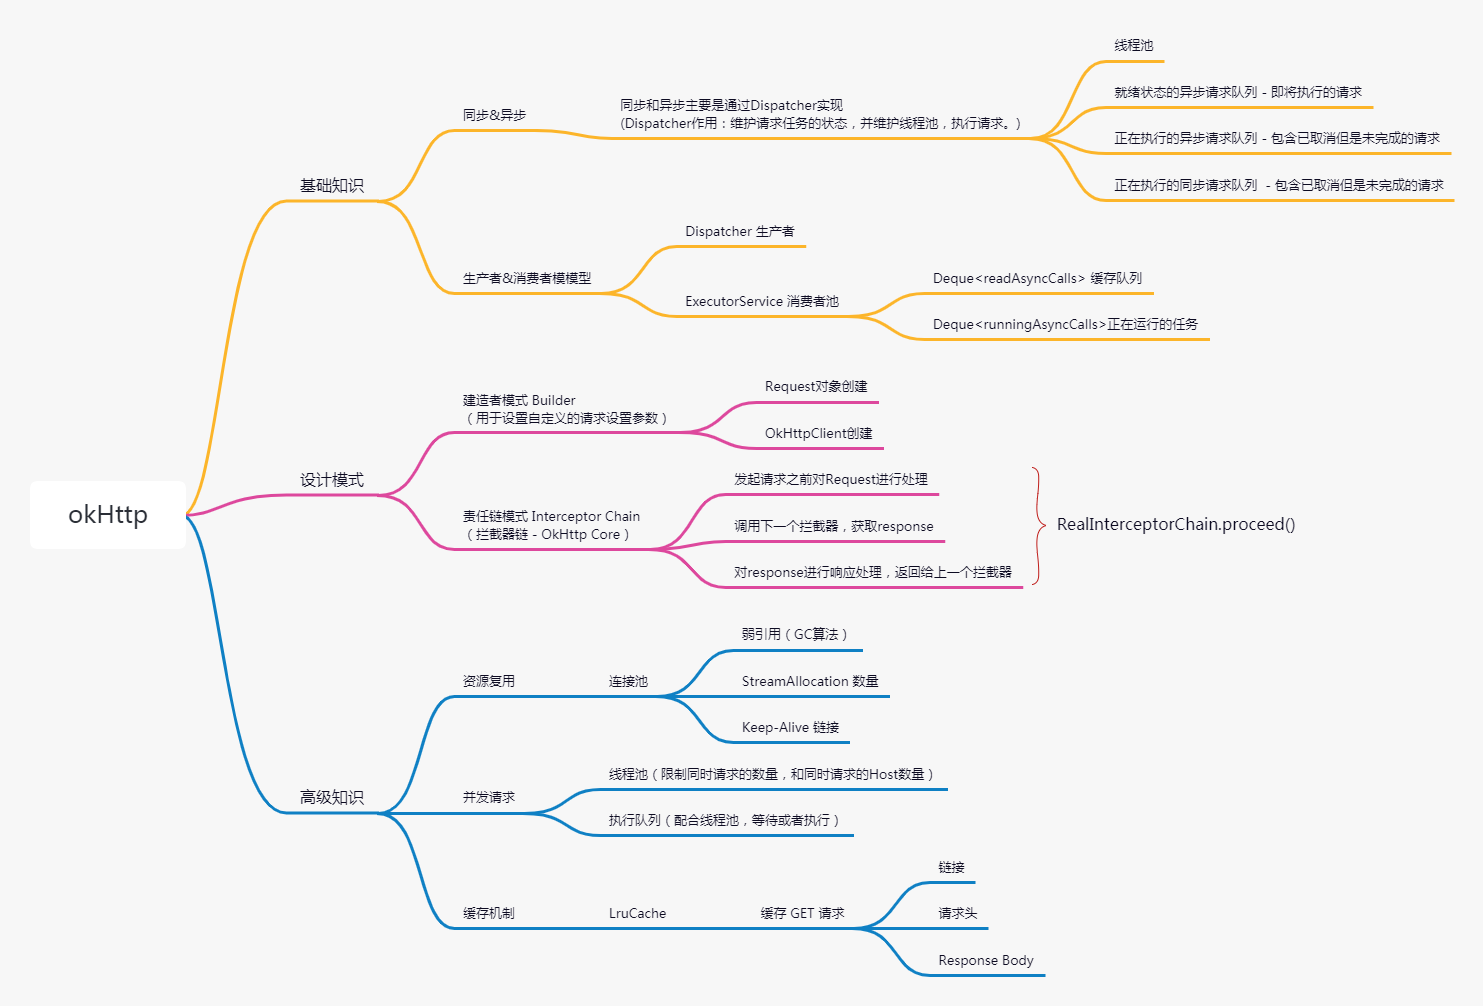 okHttp
基础知识
同步&异步
同步和异步主要是通过Dispatcher实现
(Dispatcher作用：维护请求任务的状态，并维护线程池，执行请求。)
线程池
就绪状态的异步请求队列 - 即将执行的请求
正在执行的异步请求队列 - 包含已取消但是未完成的请求
正在执行的同步请求队列 - 包含已取消但是未完成的请求
生产者&消费者模模型
Dispatcher 生产者
ExecutorService 消费者池
Deque<readAsyncCalls> 缓存队列
Deque<runningAsyncCalls>正在运行的任务
设计模式
建造者模式 Builder
（用于设置自定义的请求设置参数）
Request对象创建
OkHttpClient创建
责任链模式 Interceptor Chain
（拦截器链 - OkHttp Core）
发起请求之前对Request进行处理
调用下一个拦截器，获取response
对response进行响应处理，返回给上一个拦截器
RealInterceptorChain.proceed()
高级知识
资源复用
连接池
弱引用（GC算法）
StreamAllocation 数量
Keep-Alive 链接
并发请求
线程池（限制同时请求的数量，和同时请求的Host数量）
执行队列（配合线程池，等待或者执行）
缓存机制
LruCache
缓存 GET 请求
链接
请求头
Response Body